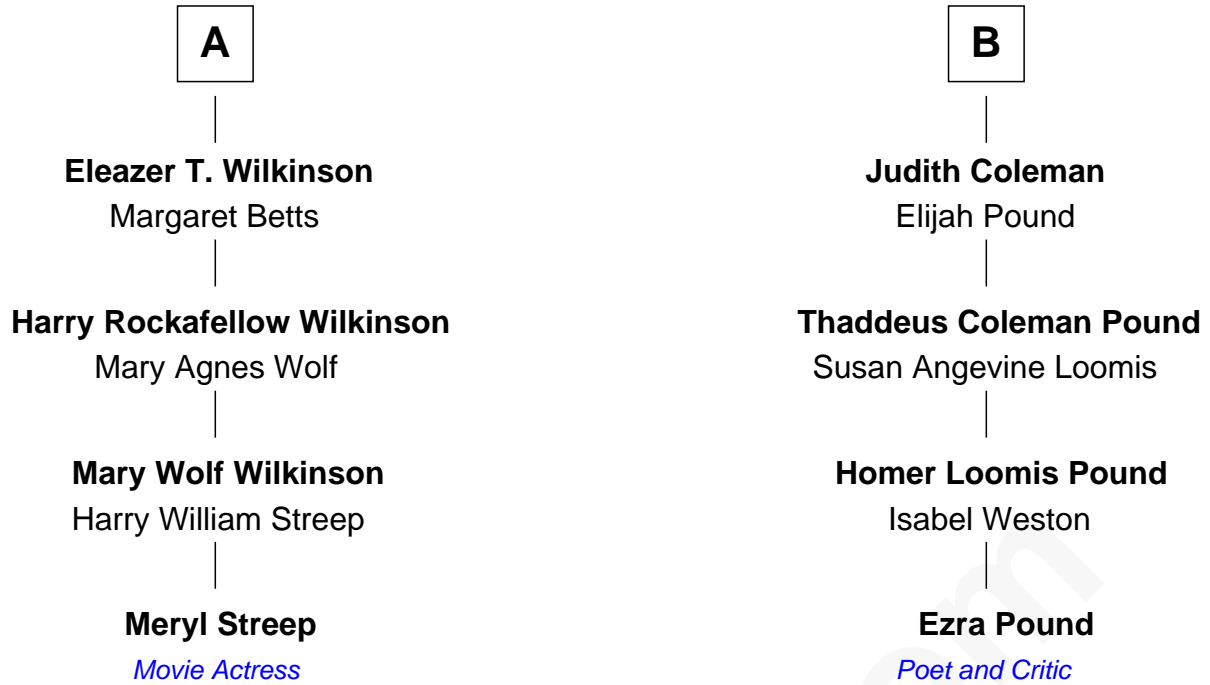 A
Eleazer T. Wilkinson
Margaret Betts
Harry Rockafellow Wilkinson
Mary Agnes Wolf
Mary Wolf Wilkinson
Harry William Streep
Meryl Streep
Movie Actress
B
Judith Coleman
Elijah Pound
Thaddeus Coleman Pound
Susan Angevine Loomis
Homer Loomis Pound
Isabel Weston
Ezra Pound
Poet and Critic